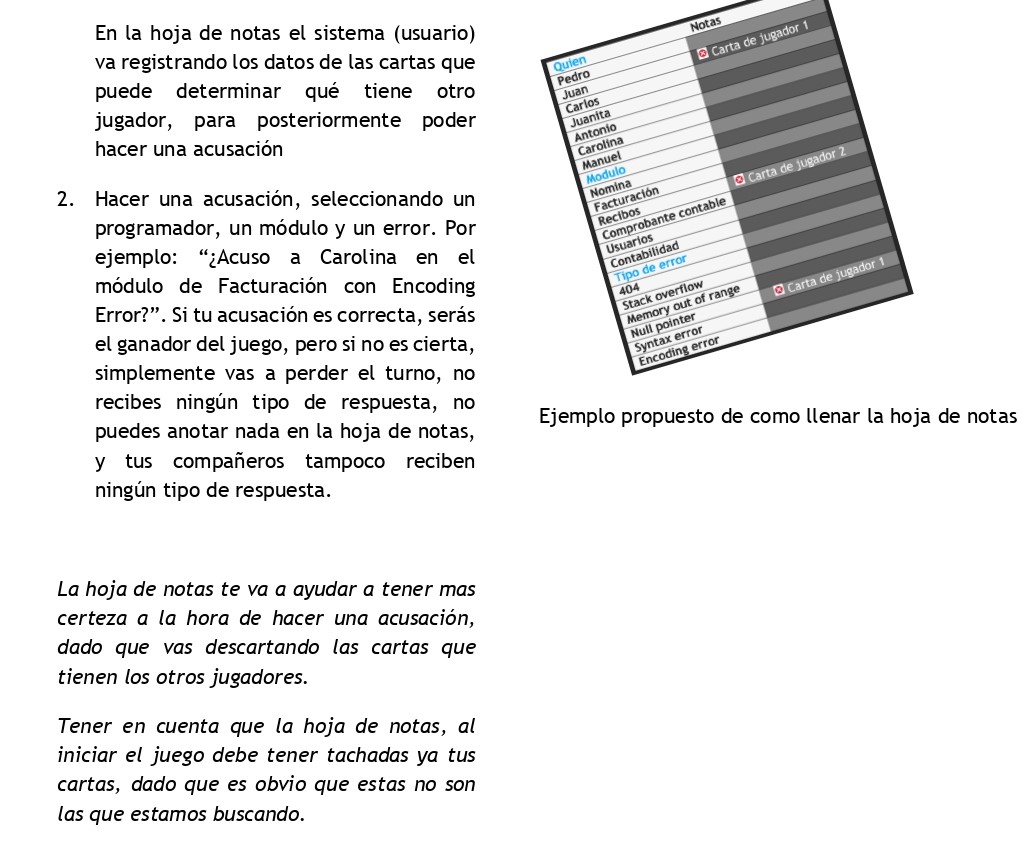 En la hoja de notas el sistema (usuario)
va registrando los datos de las cartas que
puede determinar qué tiene otro
jugador, para posteriormente poder
hacer una acusación
2. Hacer una acusación, seleccionando un
programador, un módulo y un error. Por
ejemplo: “¿Acuso a Carolina en el
módulo de Facturación con Encoding
Error?”. Si tu acusación es correcta, serás
el ganador del juego, pero si no es cierta,
simplemente vas a perder el turno, no
recibes ningún tipo de respuesta, no
puedes anotar nada en la hoja de notas,
y tus compañeros tampoco reciben
ningún tipo de respuesta.
La hoja de notas te va a ayudar a tener mas
certeza a la hora de hacer una acusación,
dado que vas descartando las cartas que
tienen los otros jugadores.
Tener en cuenta que la hoja de notas, al
iniciar el juego debe tener tachadas ya tus
cartas, dado que es obvio que estas no son
las que estamos buscando.
Notas
Quien
Pedro Carta de jugador 1
Juan
Carlos
Juanita
Antonio
Carolina
Manuel
Modulo
Nomina
Facturación Carta de jugador 2
Recibos
Comprobante contable
Usuarios
Contabilidad
Tipo de error
404
Stack overflow
Memory out of range
Null pointer Carta de jugador 1
Syntax error
Encoding error
Ejemplo propuesto de como llenar la hoja de notas